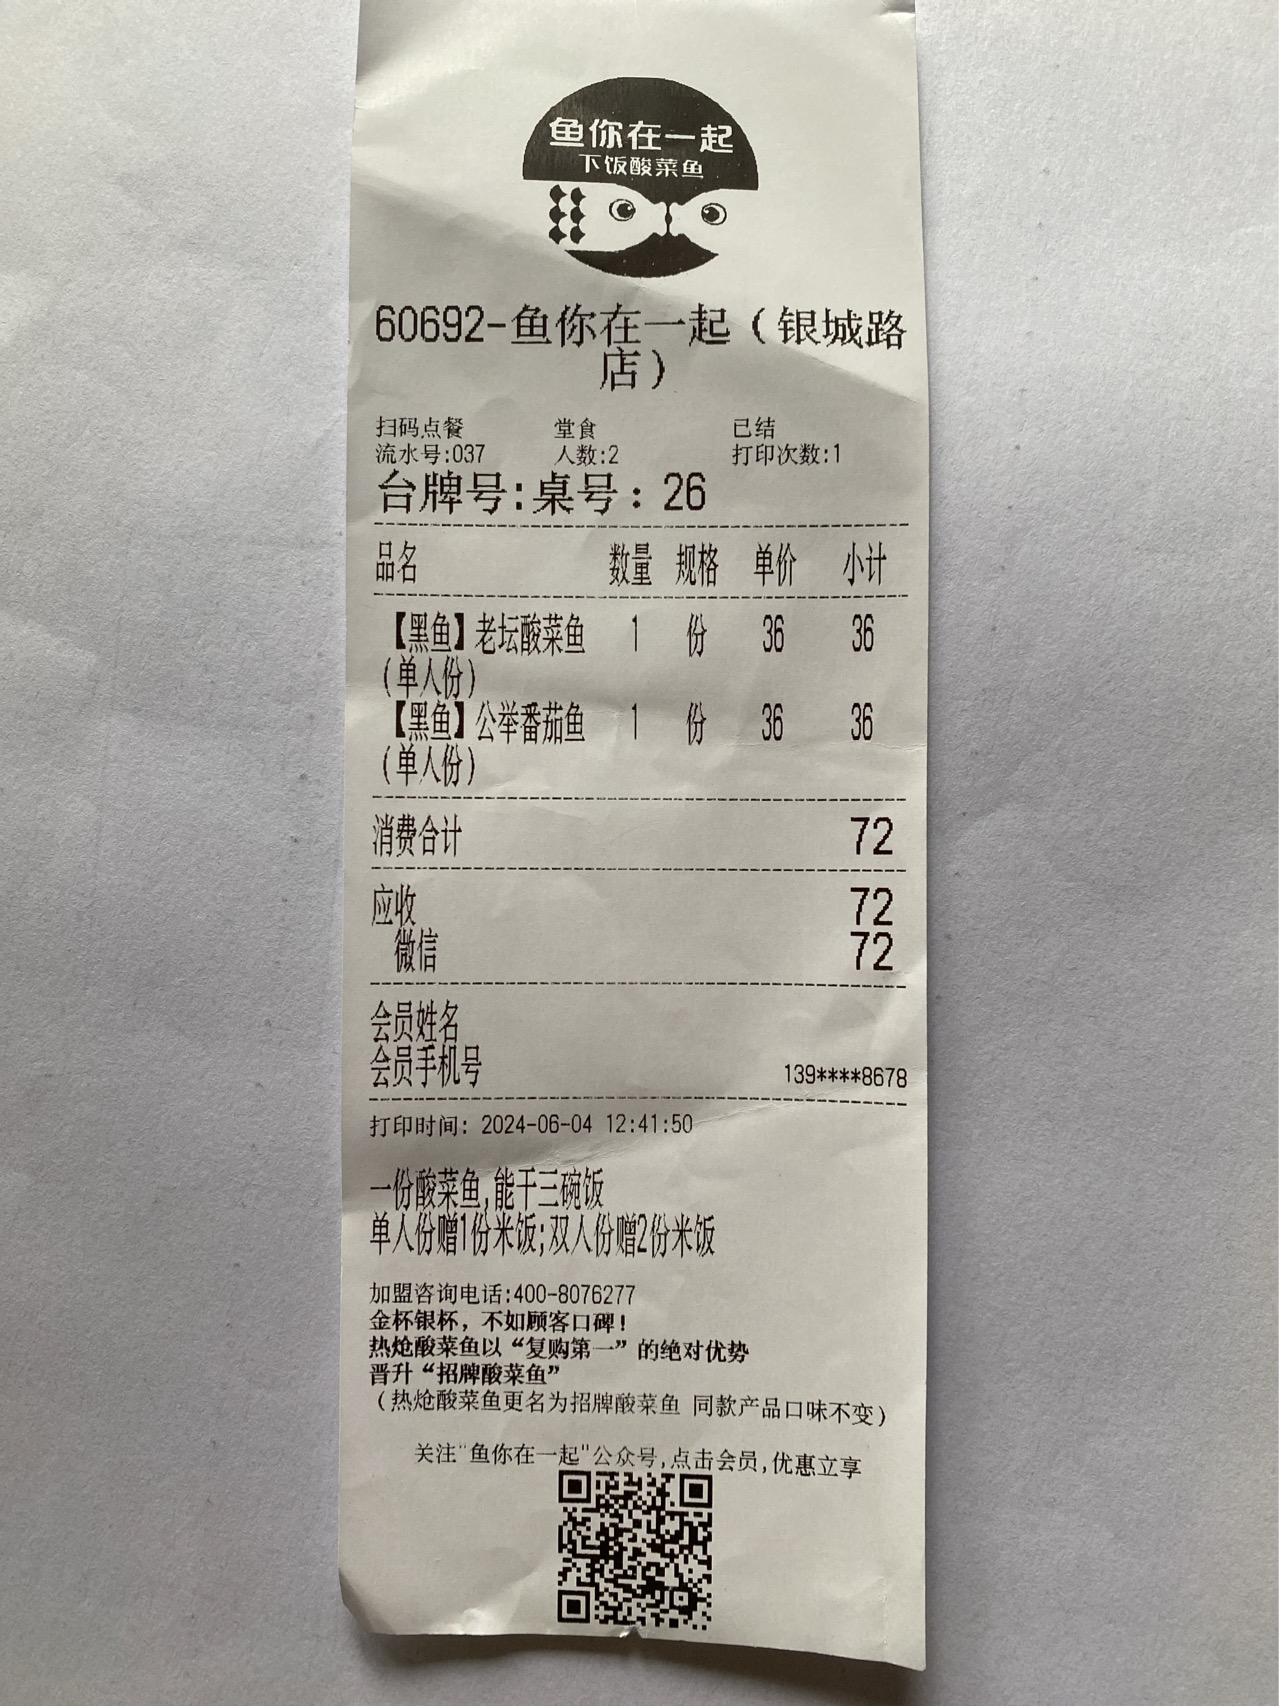 鱼你在一起
下饭酸菜鱼
60692-鱼你在一起（银城路
店）
扫码点餐 堂食 已结
流水号:037 人数:2 打印次数:1
台牌号:桌号：26
品名 数量 规格 单价 小计
【黑鱼】老坛酸菜鱼 1 份 36 36
(单人份)
【黑鱼】公举番茄鱼 1 份 36 36
(单人份)
消费合计 72
应收 72
微信 72
会员姓名
会员手机号 139****8678
打印时间: 2024-06-04 12:41:50
一份酸菜鱼,能干三碗饭
单人份赠1份米饭;双人份赠2份米饭
加盟咨询电话:400-8076277
金杯银杯，不如顾客口碑！
热炝酸菜鱼以“复购第一”的绝对优势
晋升“招牌酸菜鱼”
（热炝酸菜鱼更名为招牌酸菜鱼 同款产品口味不变）
关注"鱼你在一起"公众号,点击会员,优惠立享